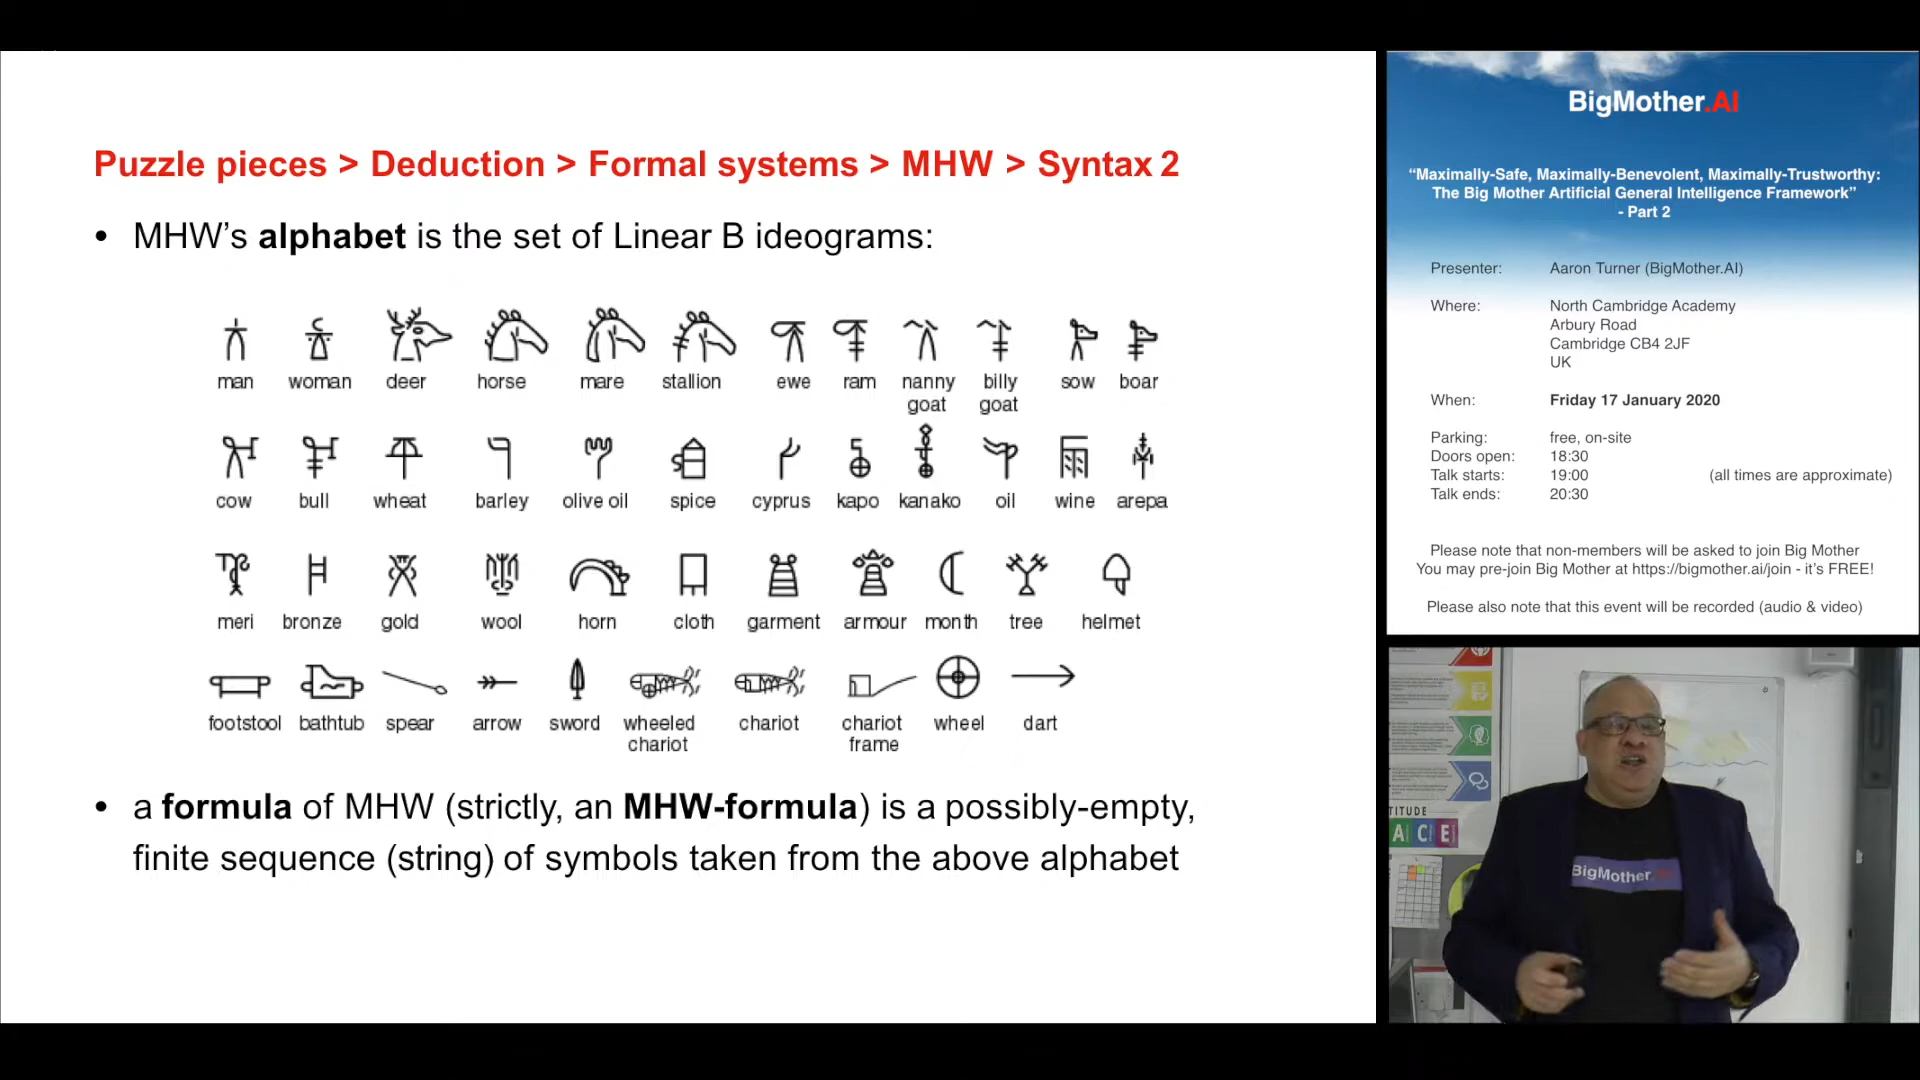 Puzzle pieces > Deduction > Formal systems > MHW > Syntax 2
• MHW’s alphabet is the set of Linear B ideograms:
man woman deer horse mare stallion ewe ram nanny goat billy goat sow boar
cow bull wheat barley olive oil spice cyprus kapo kanako oil wine arepa
meri bronze gold wool horn cloth garment armour month tree helmet
footstool bathtub spear arrow sword wheeled chariot chariot chariot frame wheel dart
• a formula of MHW (strictly, an MHW-formula) is a possibly-empty,
finite sequence (string) of symbols taken from the above alphabet
BigMother.AI
“Maximally-Safe, Maximally-Benevolent, Maximally-Trustworthy:
The Big Mother Artificial General Intelligence Framework”
- Part 2
Presenter: Aaron Turner (BigMother.AI)
Where: North Cambridge Academy
Arbury Road
Cambridge CB4 2JF
UK
When: Friday 17 January 2020
Parking: free, on-site
Doors open: 18:30
Talk starts: 19:00 (all times are approximate)
Talk ends: 20:30
Please note that non-members will be asked to join Big Mother
You may pre-join Big Mother at https://bigmother.ai/join - it’s FREE!
Please also note that this event will be recorded (audio & video)
TITUDE
ACE
BigMother